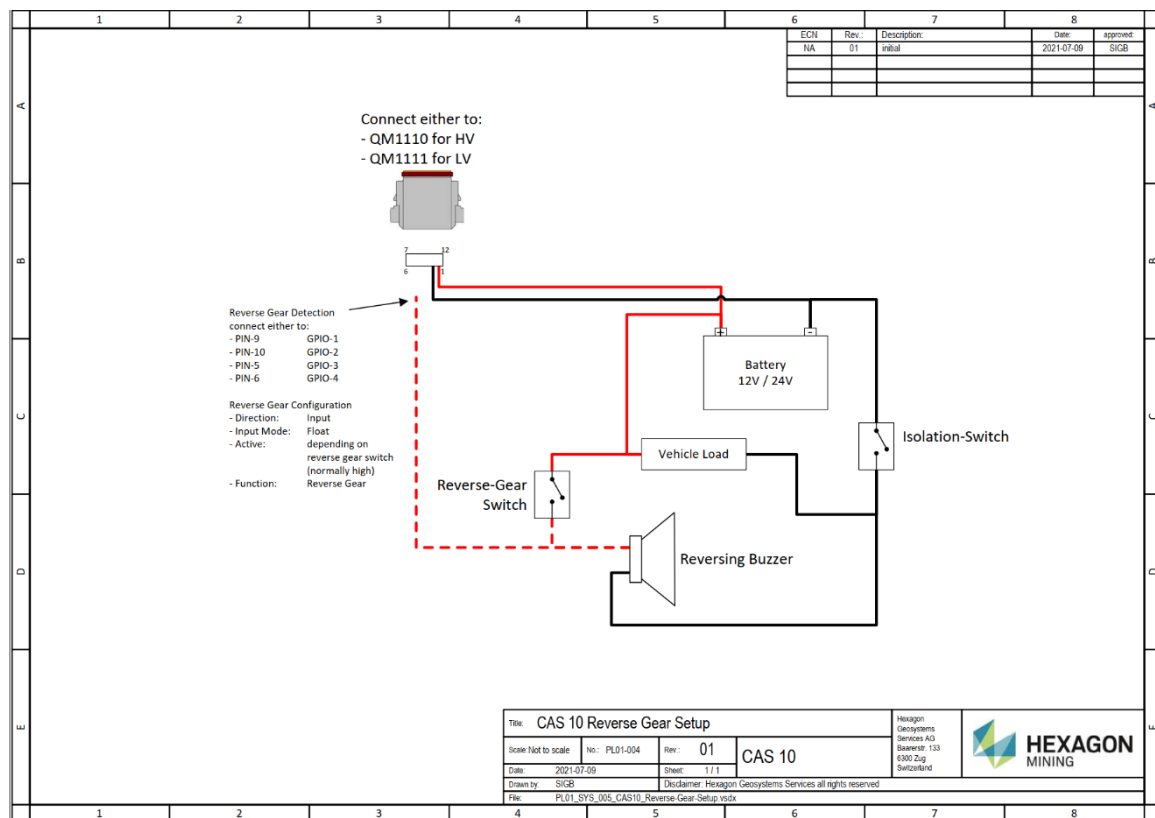 1 2 3 4 5 6 7 8
ECN Rev.: Description: Date: approved:
NA 01 initial 2021-07-09 SIGB
A A
Connect either to:
- QM1110 for HV
- QM1111 for LV
B B
7 12
6 1
Reverse Gear Detection
connect either to:
- PIN-9 GPIO-1
- PIN-10 GPIO-2
- PIN-5 GPIO-3
- PIN-6 GPIO-4
+ -
Battery
12V / 24V
C C
Reverse Gear Configuration
- Direction: Input
- Input Mode: Float
- Active: depending on
reverse gear switch
(normally high)
- Function: Reverse Gear
Isolation-Switch
Vehicle Load
Reverse-Gear
Switch
D D
Reversing Buzzer
E E
Title: CAS 10 Reverse Gear Setup
Scale: Not to scale No.: PL01-004 Rev.: 01 CAS 10
Date: 2021-07-09 Sheet: 1 / 1
Drawn by: SIGB Disclaimer: Hexagon Geosystems Services all rights reserved
File: PL01_SYS_005_CAS10_Reverse-Gear-Setup.vsdx
Hexagon
Geosystems
Services AG
Baarerstr. 133
6300 Zug
Switzerland
HEXAGON
MINING
1 2 3 4 5 6 7 8